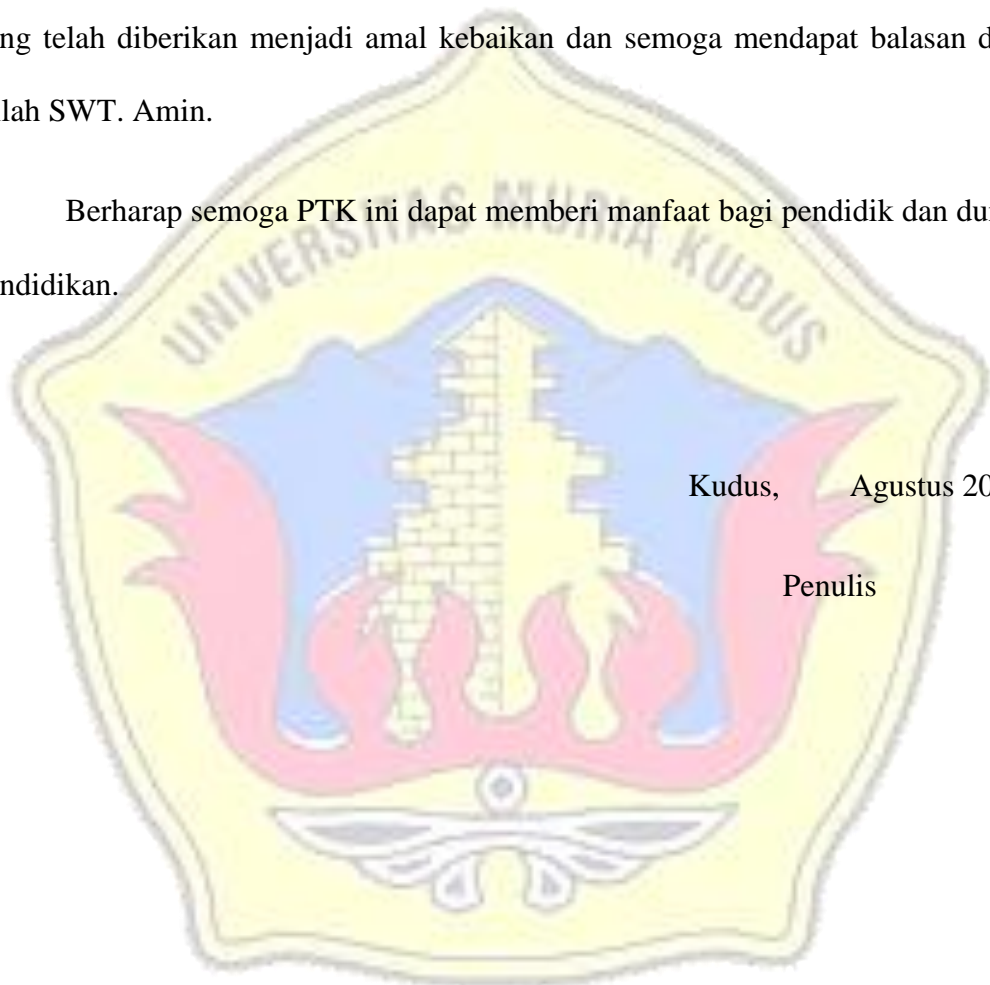 ng telah diberikan menjadi amal kebaikan dan semoga mendapat balasan d
lah SWT. Amin.
Berharap semoga PTK ini dapat memberi manfaat bagi pendidik dan du
ndidikan.
UNIVERSITAS MURIA KUDUS
Kudus, Agustus 20
Penulis